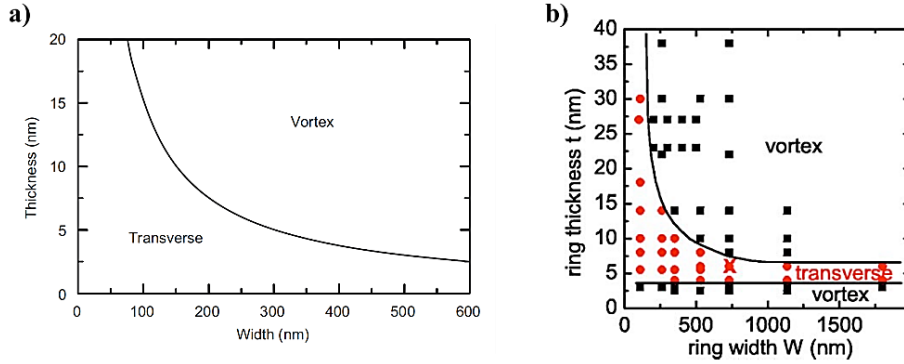 a)
20
15
10
5
0
Thickness (nm)
Vortex
Transverse
0 100 200 300 400 500 600
Width (nm)
b)
40
35
30
25
20
15
10
5
0
ring thickness t (nm)
vortex
transverse
vortex
0 500 1000 1500
ring width W (nm)